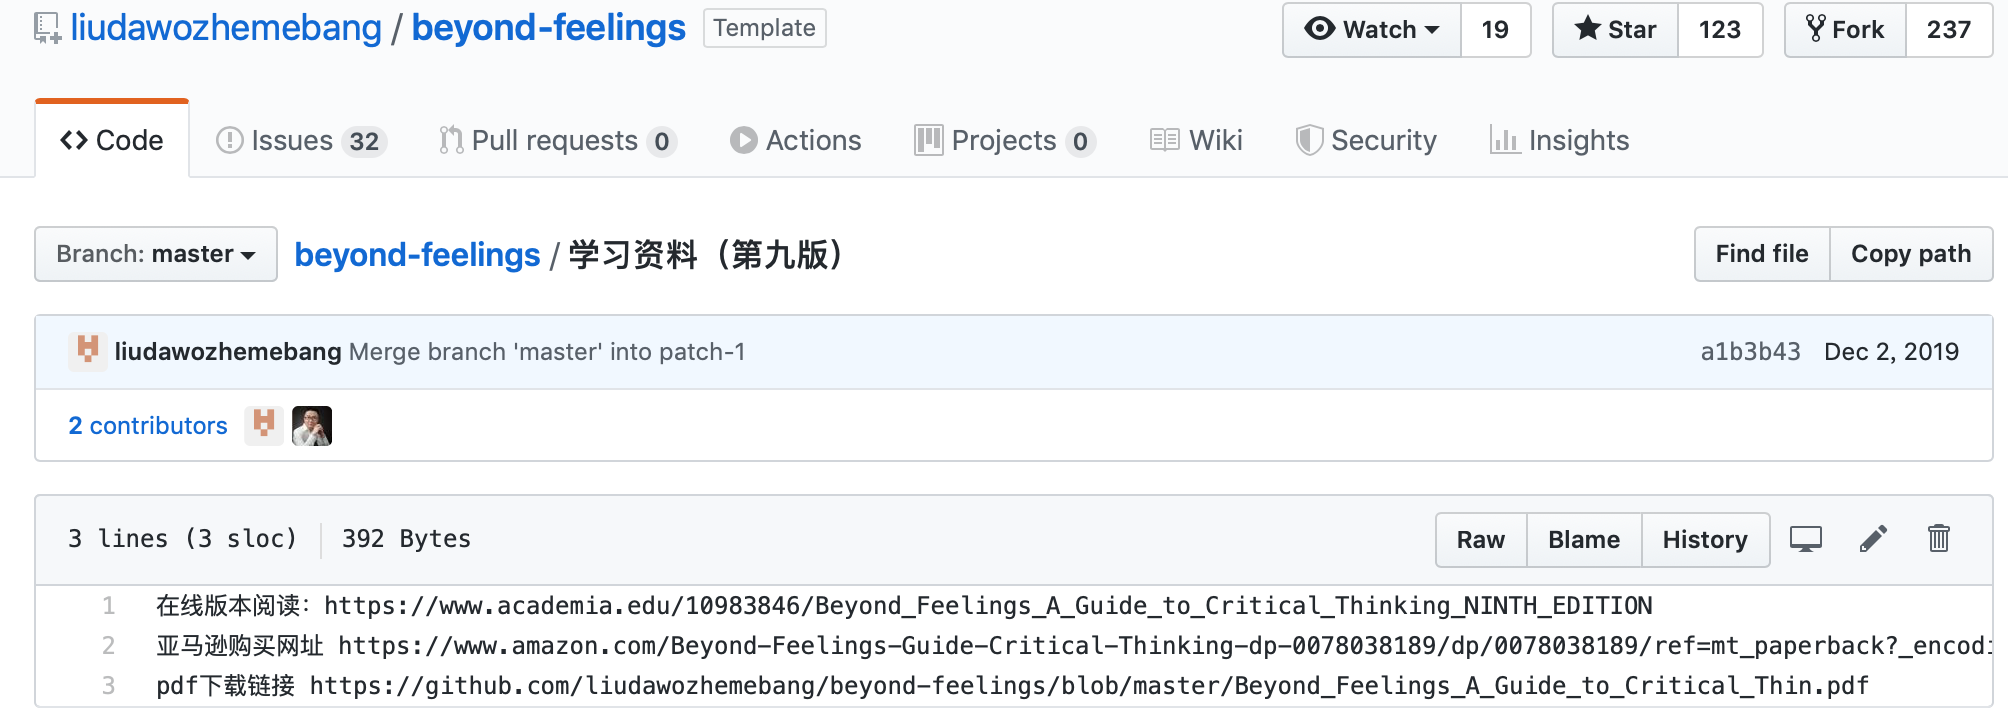 liudawozhemebang / beyond-feelings Template Watch 19 Star 123 Fork 237
Code Issues 32 Pull requests 0 Actions Projects 0 Wiki Security Insights
Branch: master beyond-feelings / 学习资料（第九版） Find file Copy path
liudawozhemebang Merge branch 'master' into patch-1 a1b3b43 Dec 2, 2019
2 contributors
3 lines (3 sloc) 392 Bytes Raw Blame History
1 在线版本阅读：https://www.academia.edu/10983846/Beyond_Feelings_A_Guide_to_Critical_Thinking_NINTH_EDITION
2 亚马逊购买网址 https://www.amazon.com/Beyond-Feelings-Guide-Critical-Thinking-dp-0078038189/dp/0078038189/ref=mt_paperback?_encodi
3 pdf下载链接 https://github.com/liudawozhemebang/beyond-feelings/blob/master/Beyond_Feelings_A_Guide_to_Critical_Thin.pdf